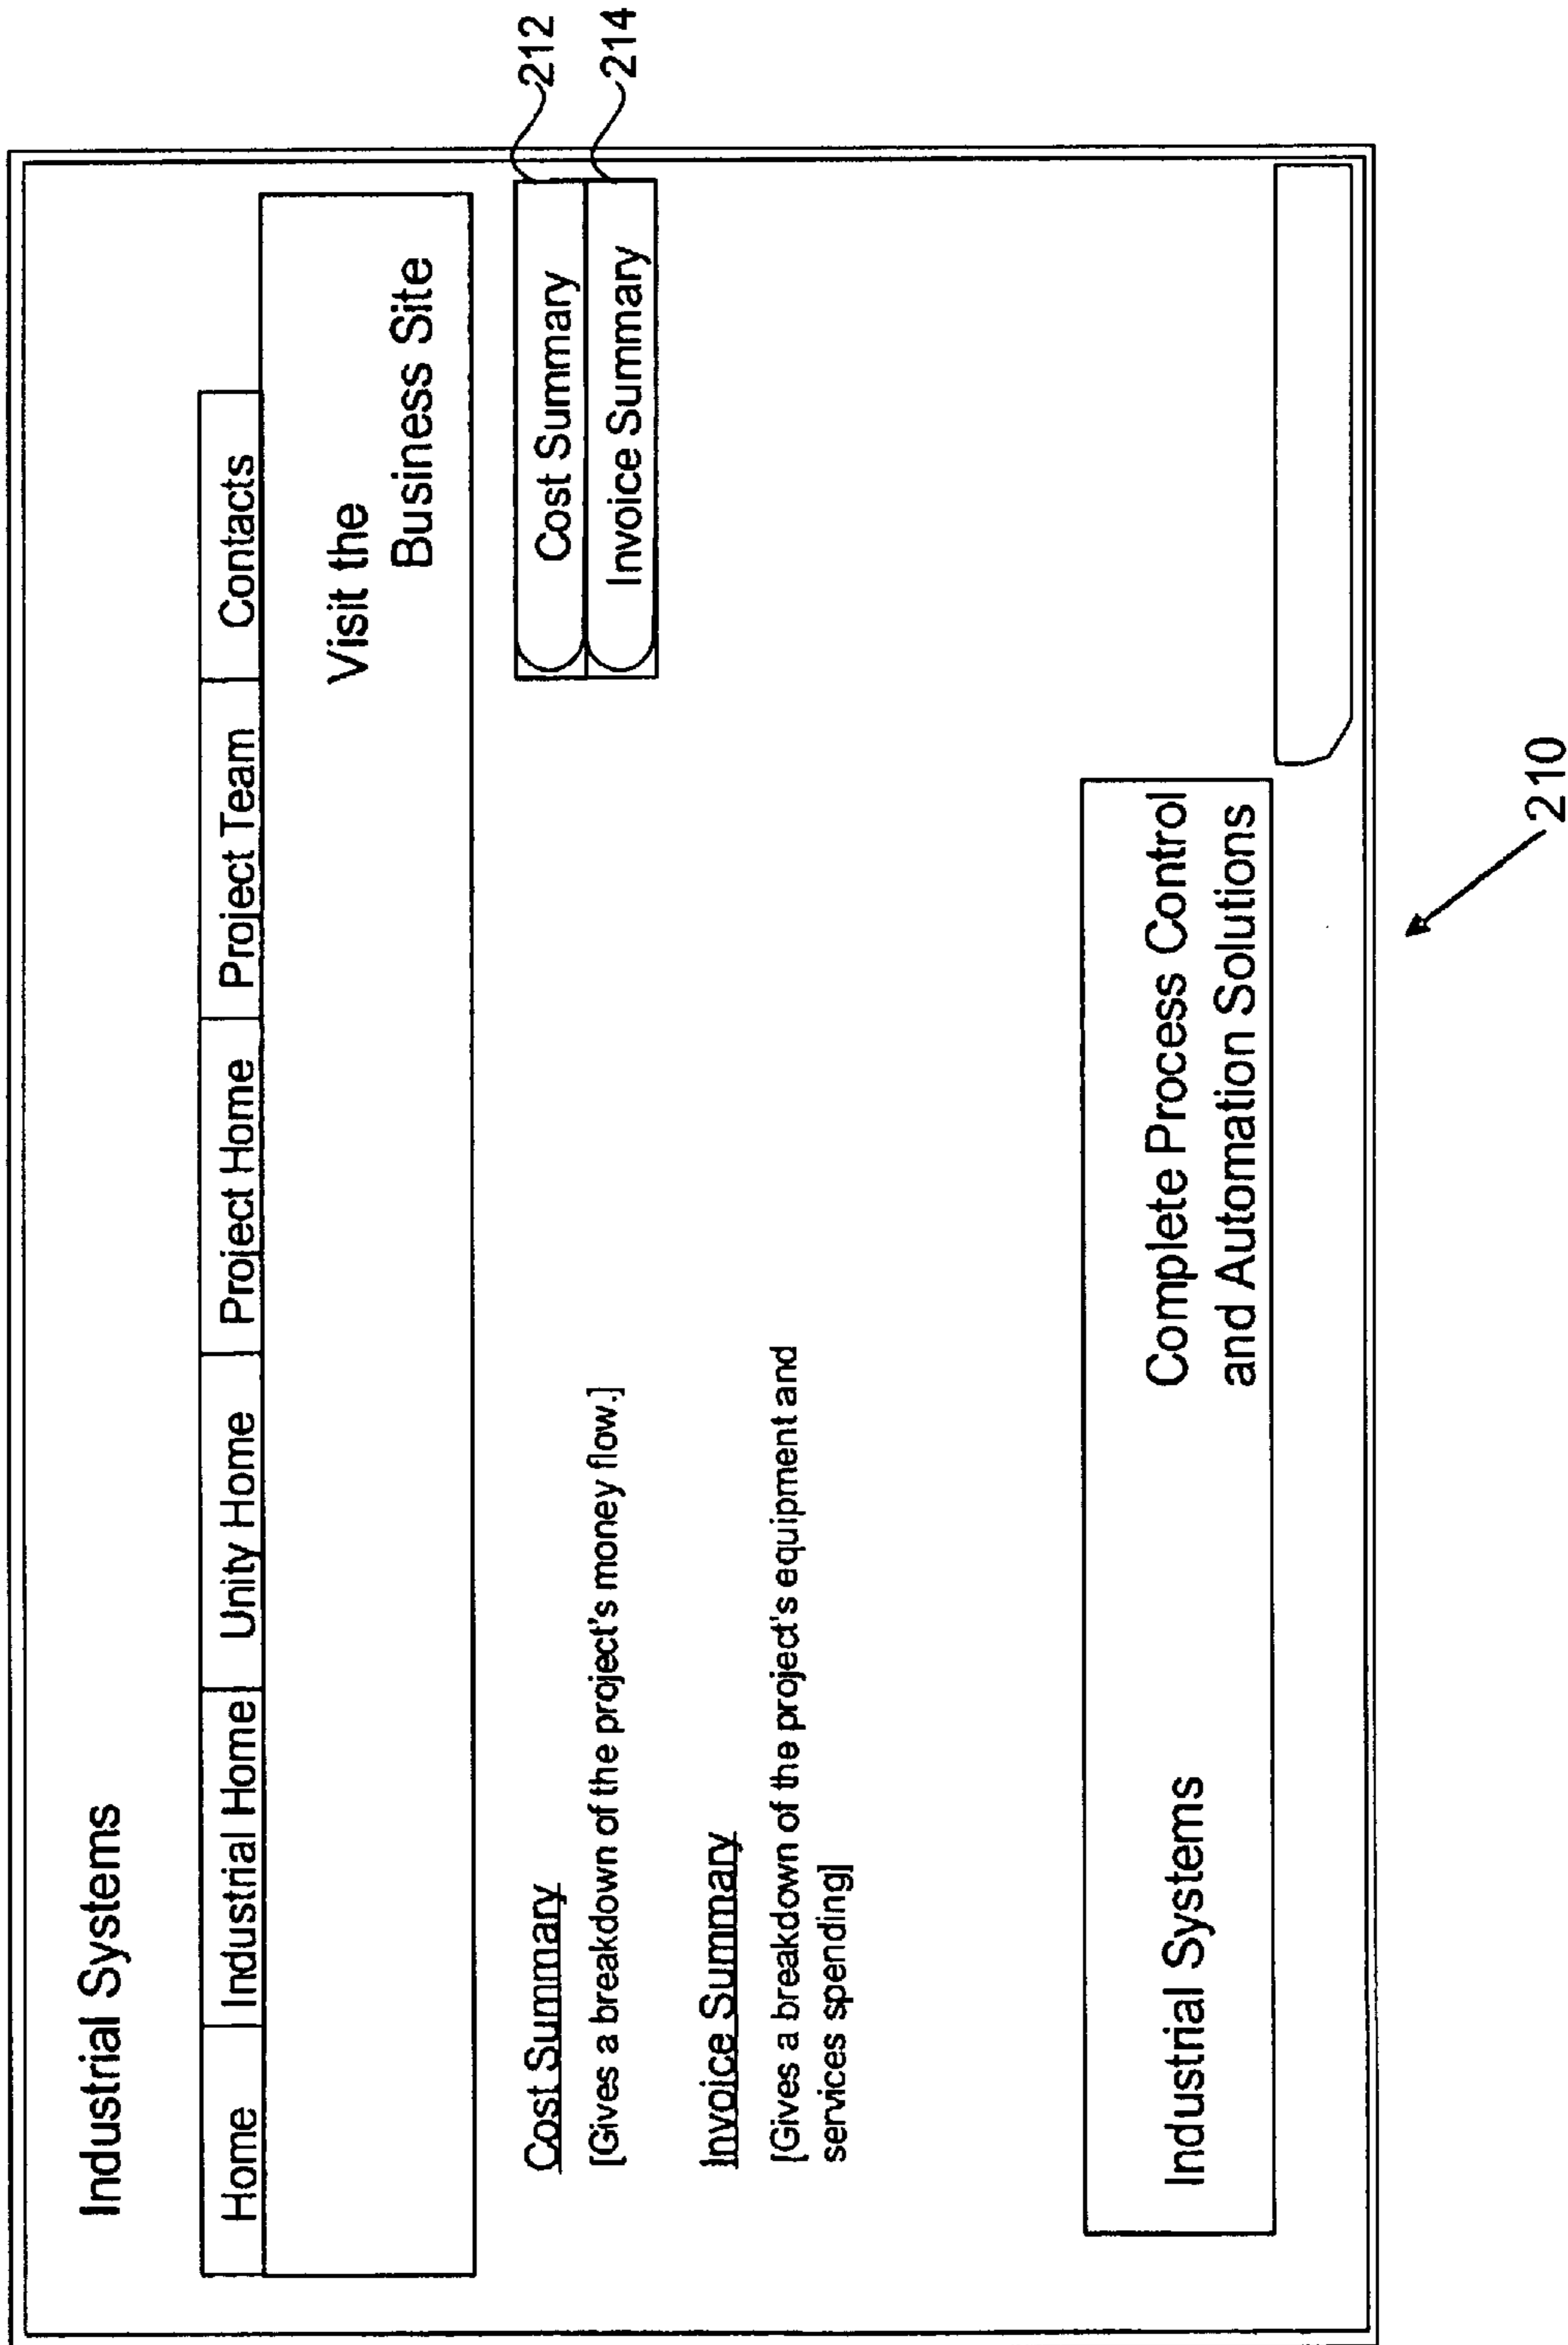 Industrial Systems
Home Industrial Home Unity Home Project Home Project Team Contacts
Visit the
Business Site
Cost Summary
212
Invoice Summary
214
Cost Summary
[Gives a breakdown of the project's money flow.]
Invoice Summary
[Gives a breakdown of the project's equipment and
services spending]
Industrial Systems
Complete Process Control
and Automation Solutions
210